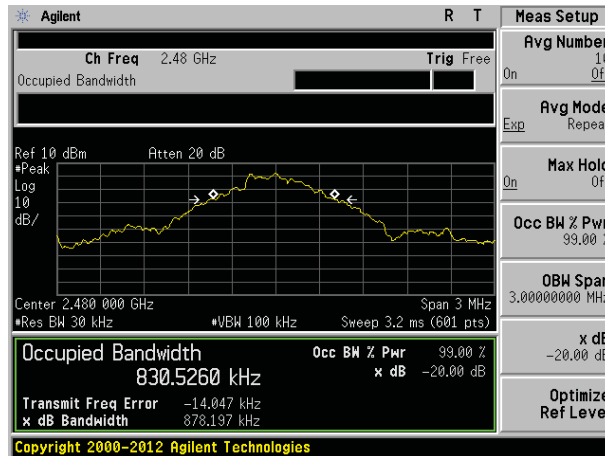 Agilent R T
Ch Freq 2.48 GHz Trig Free
Occupied Bandwidth
Ref 10 dBm Atten 20 dB
#Peak
Log
10
dB/
Center 2.480 000 GHz Span 3 MHz
#Res BW 30 kHz #VBW 100 kHz Sweep 3.2 ms (601 pts)
Occupied Bandwidth Occ BW % Pwr 99.00 %
830.5260 kHz x dB -20.00 dB
Transmit Freq Error -14.047 kHz
x dB Bandwidth 878.197 kHz
Copyright 2000-2012 Agilent Technologies
Meas Setup
Avg Number
On
Avg Mode
Exp Repea
Max Hold
On
Occ BW % Pwr
99.00
OBW Span
3.00000000 MHz
x dB
-20.00 dB
Optimize
Ref Leve